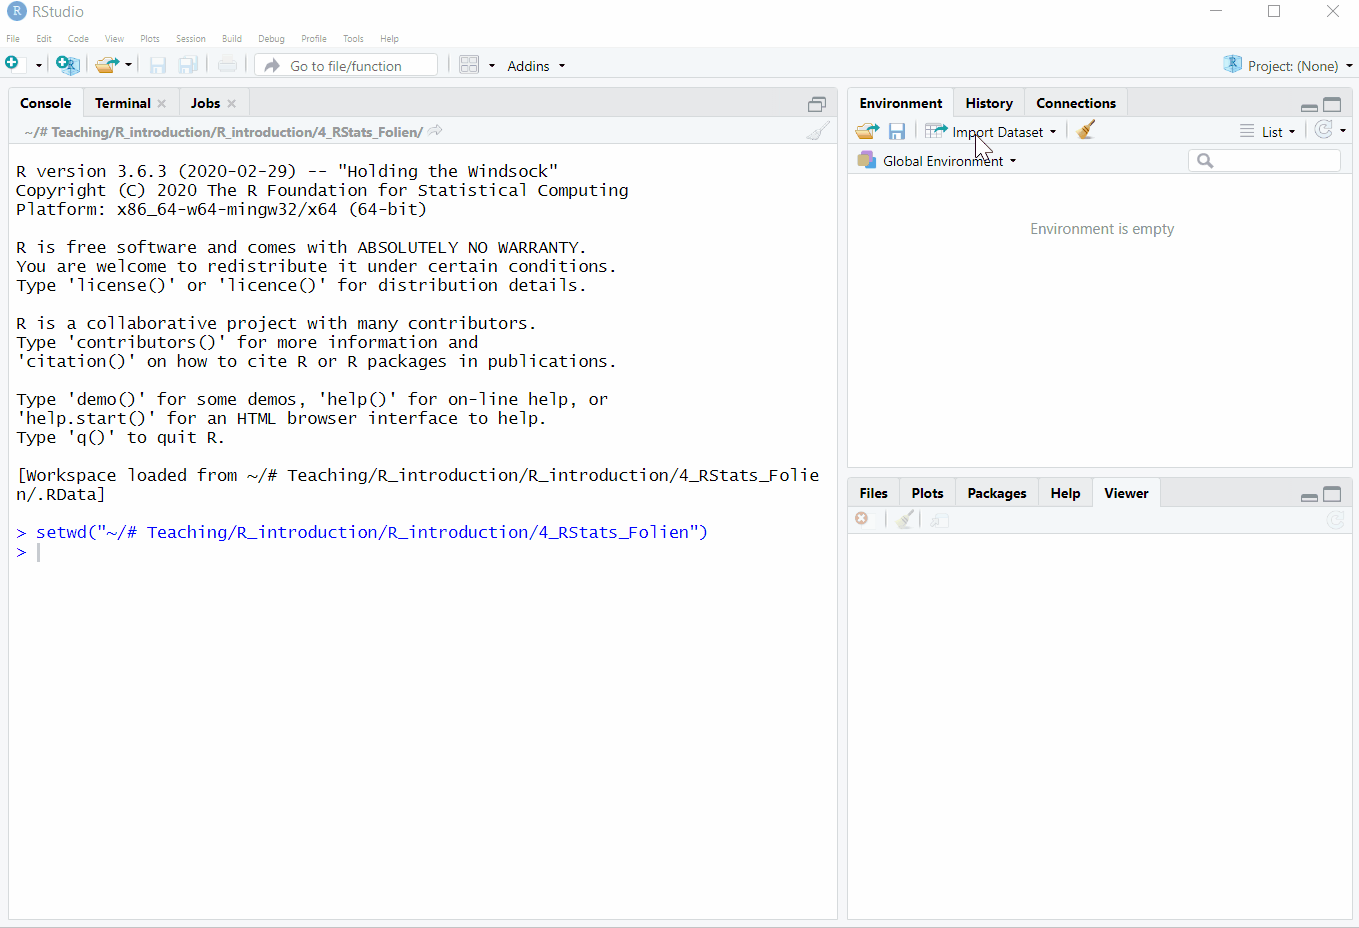 RStudio
File Edit Code View Plots Session Build Debug Profile Tools Help
Go to file/function Addins Project: (None)
Console Terminal Jobs
~/# Teaching/R_introduction/R_introduction/4_RStats_Folien/
R version 3.6.3 (2020-02-29) -- "Holding the Windsock"
Copyright (C) 2020 The R Foundation for Statistical Computing
Platform: x86_64-w64-mingw32/x64 (64-bit)
R is free software and comes with ABSOLUTELY NO WARRANTY.
You are welcome to redistribute it under certain conditions.
Type 'license()' or 'licence()' for distribution details.
R is a collaborative project with many contributors.
Type 'contributors()' for more information and
'citation()' on how to cite R or R packages in publications.
Type 'demo()' for some demos, 'help()' for on-line help, or
'help.start()' for an HTML browser interface to help.
Type 'q()' to quit R.
[Workspace loaded from ~/# Teaching/R_introduction/R_introduction/4_RStats_Folie
n/.RData]
> setwd("~/# Teaching/R_introduction/R_introduction/4_RStats_Folien")
>
Environment History Connections
Import Dataset List
Global Environment
Environment is empty
Files Plots Packages Help Viewer